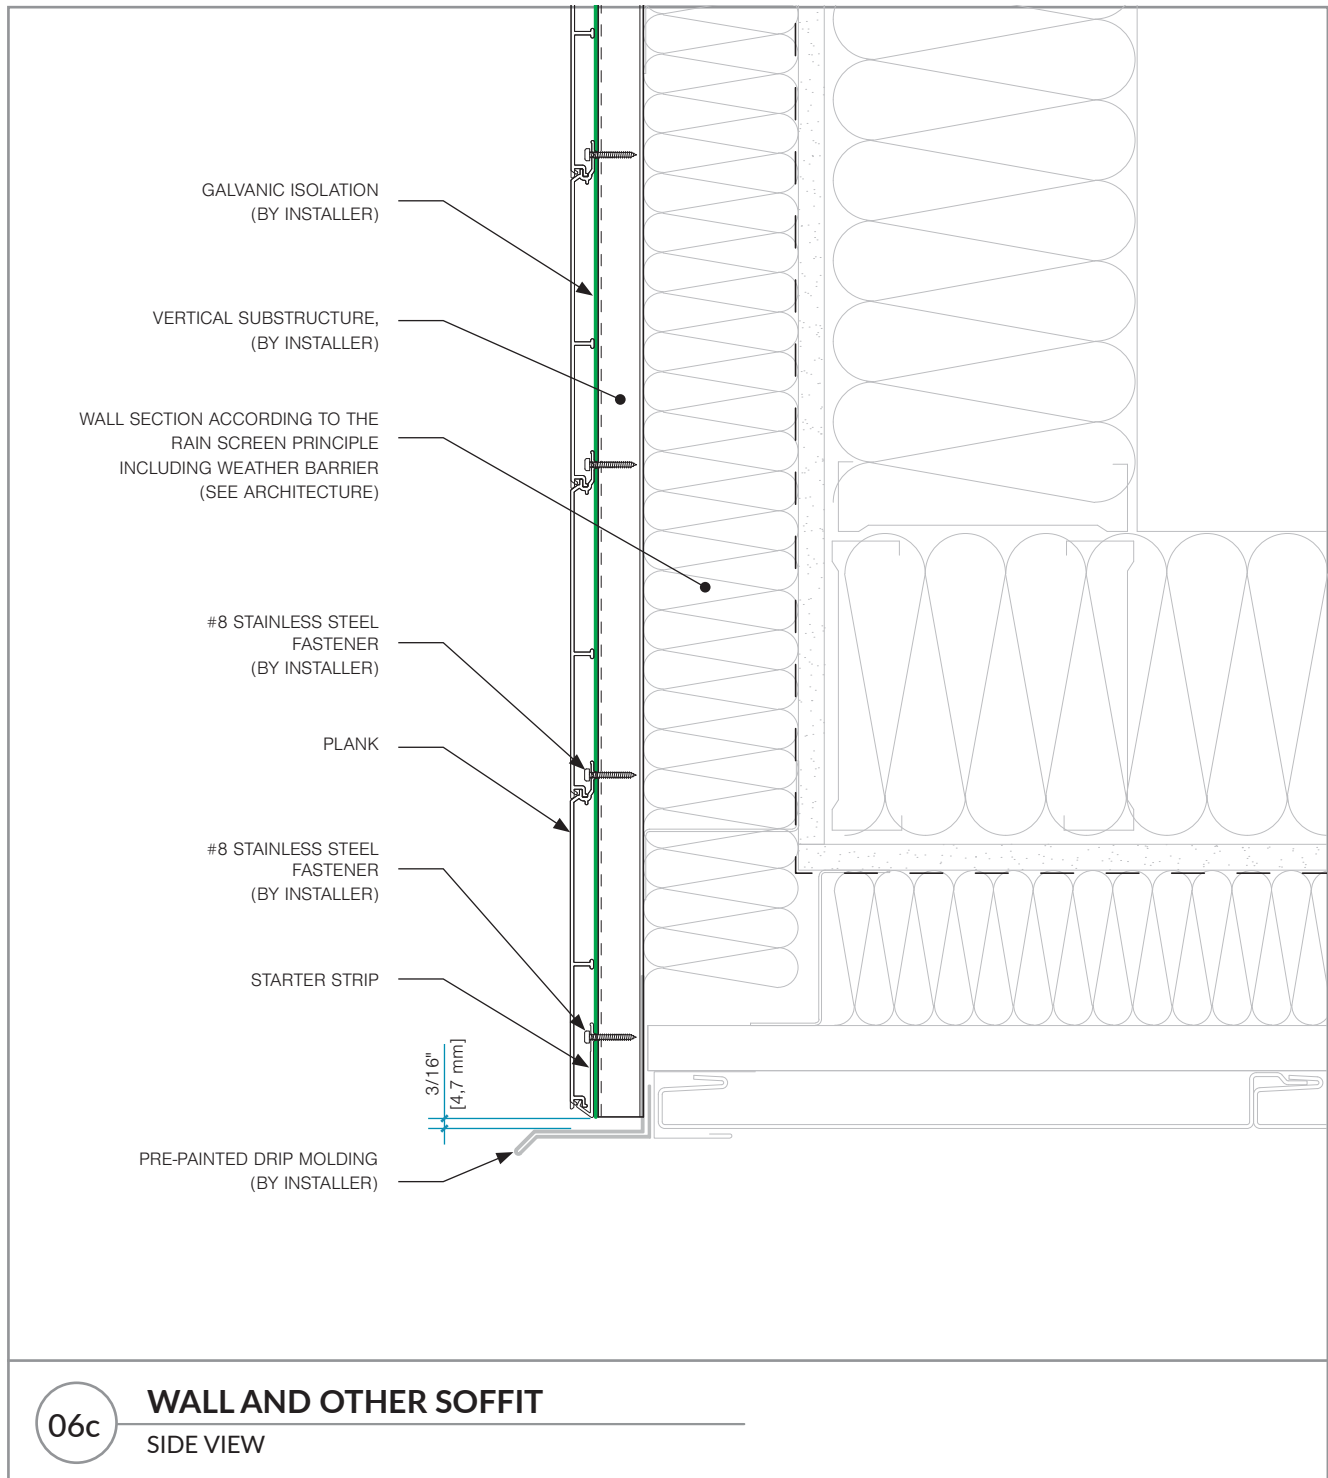 GALVANIC ISOLATION
(BY INSTALLER)
VERTICAL SUBSTRUCTURE,
(BY INSTALLER)
WALL SECTION ACCORDING TO THE
RAIN SCREEN PRINCIPLE
INCLUDING WEATHER BARRIER
(SEE ARCHITECTURE)
#8 STAINLESS STEEL
FASTENER
(BY INSTALLER)
PLANK
#8 STAINLESS STEEL
FASTENER
(BY INSTALLER)
STARTER STRIP
3/16"
[4,7 mm]
PRE-PAINTED DRIP MOLDING
(BY INSTALLER)
06c
WALL AND OTHER SOFFIT
SIDE VIEW